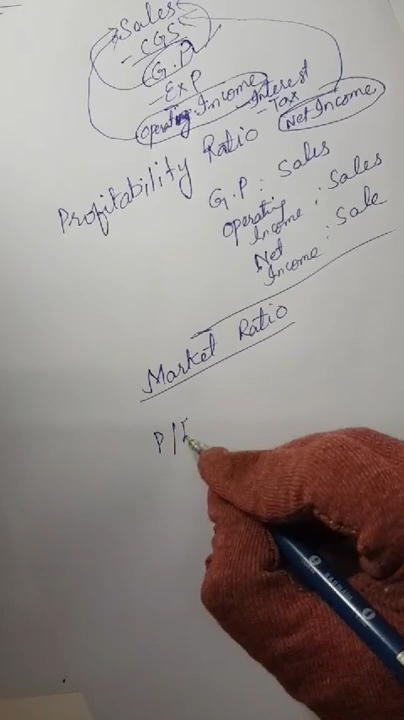 Sales
- CGS
G.P
- EXP
Operating Income - Interest
- Tax
Net Income
Profitability Ratio
G.P : Sales
Operating Income : Sales
Net Income : Sale
Market Ratio
P/E